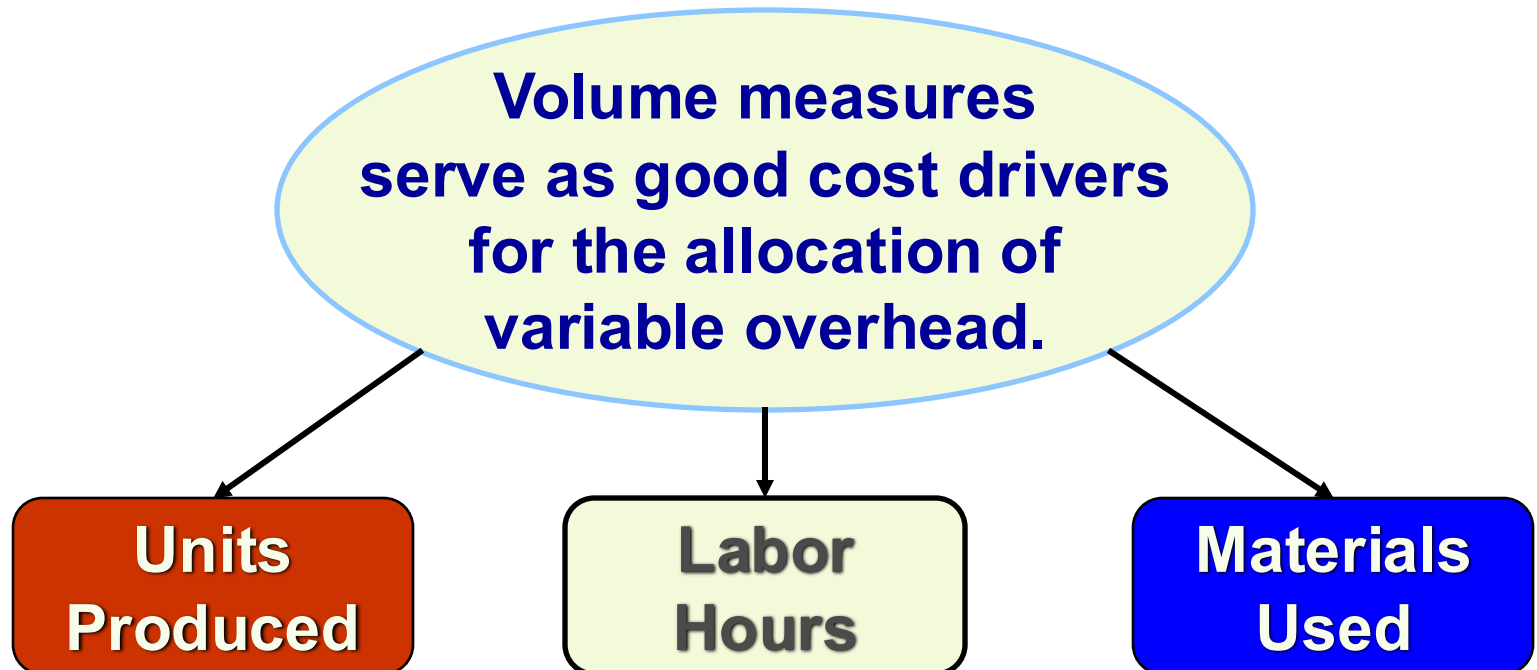 Volume measures
serve as good cost drivers
for the allocation of
variable overhead.
Units
Produced
Labor
Hours
Materials
Used